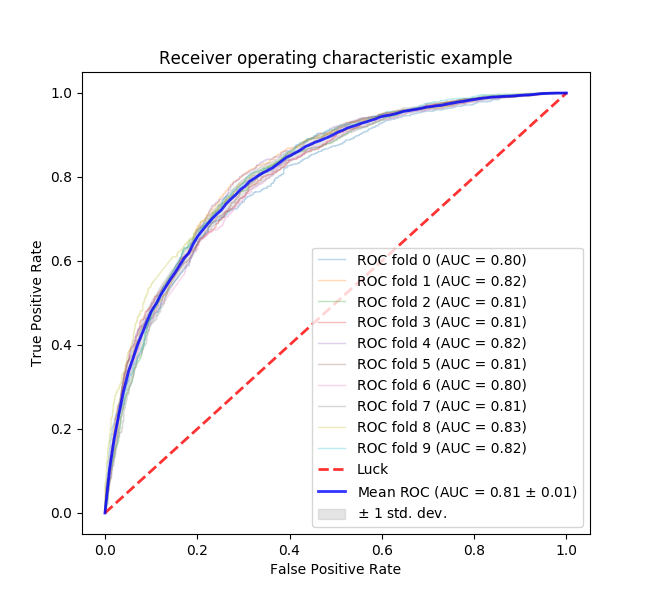 Receiver operating characteristic example
True Positive Rate
1.0
0.8
0.6
0.4
0.2
0.0
ROC fold 0 (AUC = 0.80)
ROC fold 1 (AUC = 0.82)
ROC fold 2 (AUC = 0.81)
ROC fold 3 (AUC = 0.81)
ROC fold 4 (AUC = 0.82)
ROC fold 5 (AUC = 0.81)
ROC fold 6 (AUC = 0.80)
ROC fold 7 (AUC = 0.81)
ROC fold 8 (AUC = 0.83)
ROC fold 9 (AUC = 0.82)
Luck
Mean ROC (AUC = 0.81 ± 0.01)
± 1 std. dev.
0.0 0.2 0.4 0.6 0.8 1.0
False Positive Rate